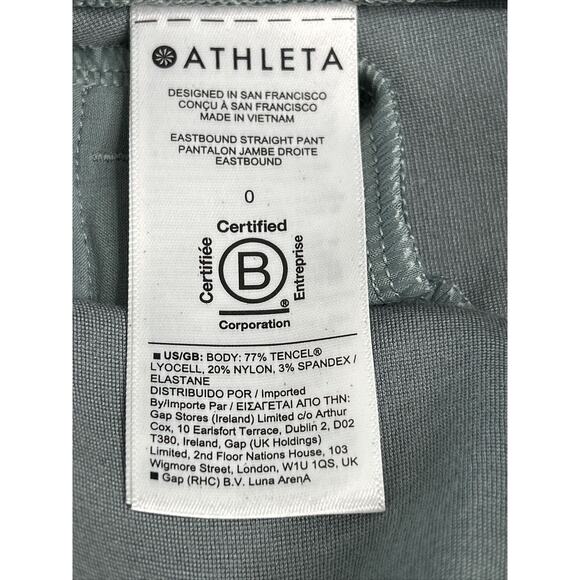 ATHLETA
DESIGNED IN SAN FRANCISCO
CONÇU À SAN FRANCISCO
MADE IN VIETNAM
EASTBOUND STRAIGHT PANT
PANTALON JAMBE DROITE
EASTBOUND
0
Certified
Certifiée
B
Entreprise
®
Corporation
■ US/GB: BODY: 77% TENCEL®
LYOCELL, 20% NYLON, 3% SPANDEX /
ELASTANE
DISTRIBUIDO POR / Imported
By/Importe Par / ΕΙΣΑΓΕΤΑΙ ΑΠΟ ΤΗΝ:
Gap Stores (Ireland) Limited c/o Arthur
Cox, 10 Earlsfort Terrace, Dublin 2, D02
T380, Ireland, Gap (UK Holdings)
Limited, 2nd Floor Nations House, 103
Wigmore Street, London, W1U 1QS, UK
■ Gap (RHC) B.V. Luna ArenA